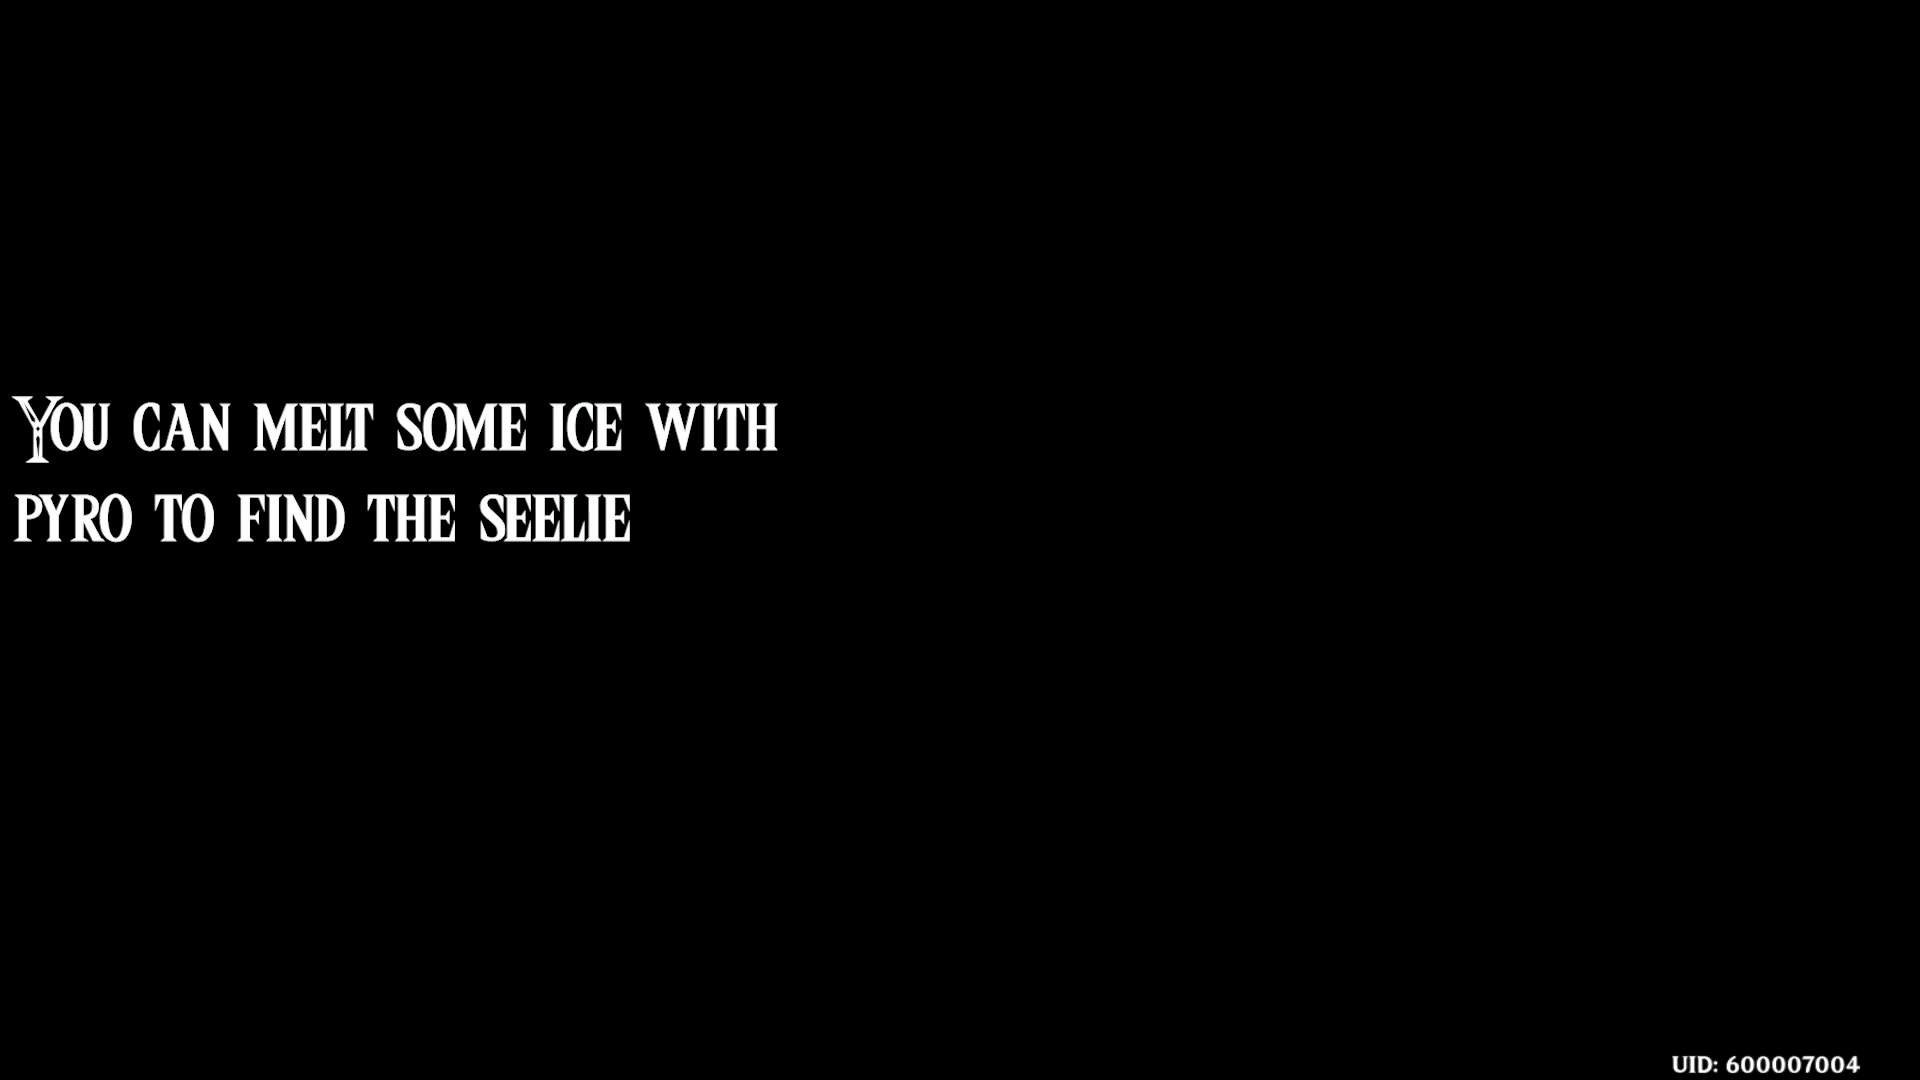 You can melt some ice with
pyro to find the seelie
UID: 600007004